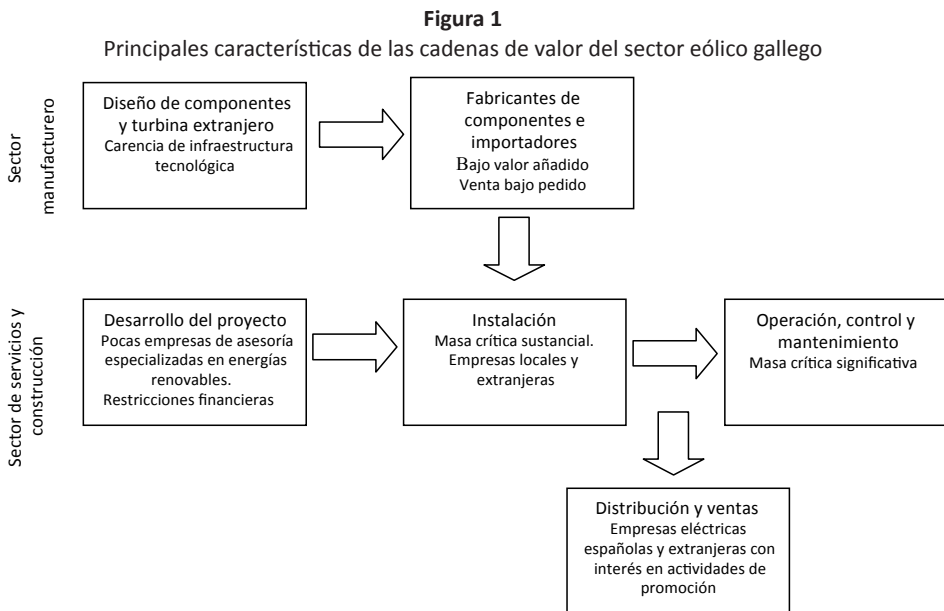 Figura 1
Principales características de las cadenas de valor del sector eólico gallego
Sector
manufacturero
Diseño de componentes
y turbina extranjero
Carencia de infraestructura
tecnológica
Fabricantes de
componentes e
importadores
Bajo valor añadido
Venta bajo pedido
Sector de servicios y
construcción
Desarrollo del proyecto
Pocas empresas de asesoría
especializadas en energías
renovables.
Restricciones financieras
Instalación
Masa crítica sustancial.
Empresas locales y
extranjeras
Operación, control y
mantenimiento
Masa crítica significativa
Distribución y ventas
Empresas eléctricas
españolas y extranjeras con
interés en actividades de
promoción